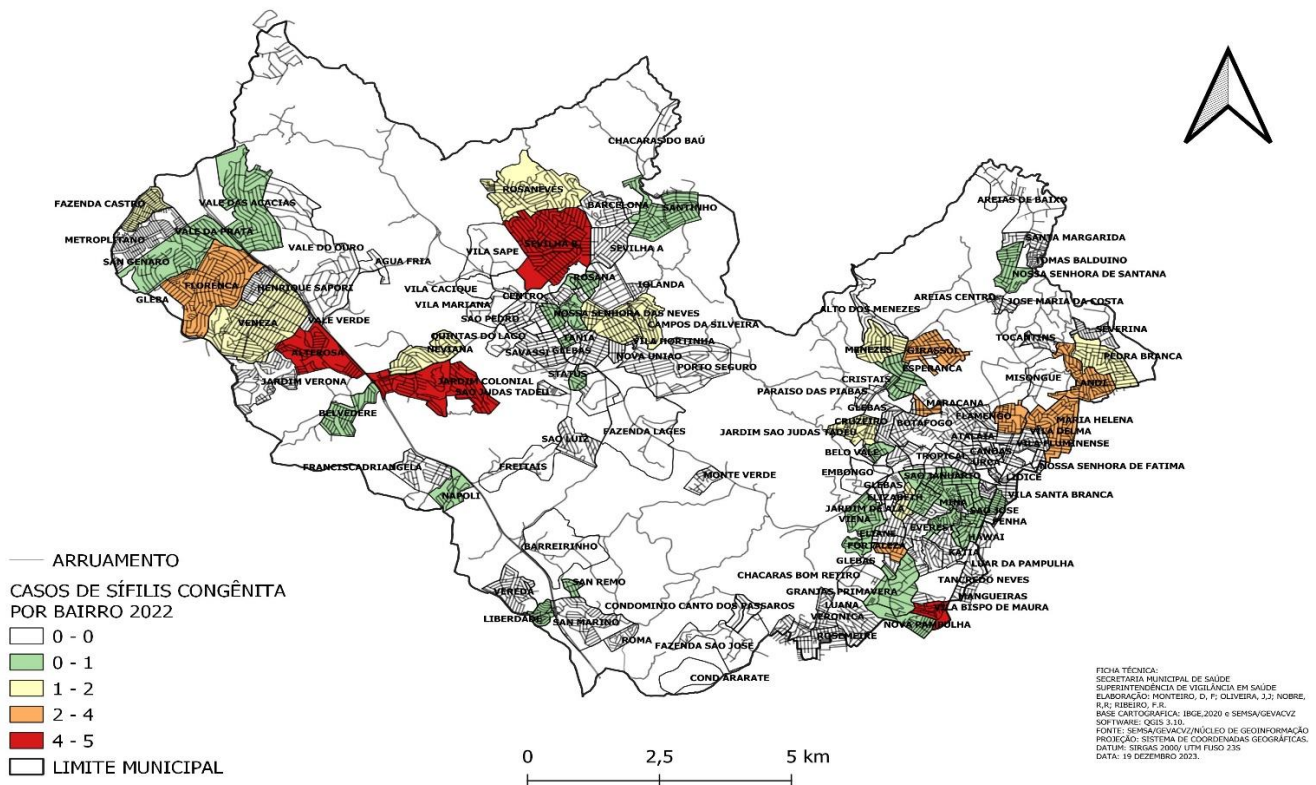 CHACARAS DO BAÚ
ROSANEVES
BARCELONA
SANTINHO
AREIAS DE BAIXO
FAZENDA CASTRO
VALE DAS ACACIAS
METROPLITANO
VALE DA PRATA
SEVILHA B
SEVILHA A
SANTA MARGARIDA
VALE DO OURO
VILA SAPE
TOMAS BALDUINO
SAN GENARO
AGUA FRIA
NOSSA SENHORA DE SANTANA
FLORENCA
HENRIQUE SAPORI
VILA CACIQUE
ROSANA
IOLANDA
GLEBA
CENTRO
AREIAS CENTRO
JOSE MARIA DA COSTA
VILA MARIANA
ALTO DOS MENEZES
VENEZA
VALE VERDE
SAO PEDRO
NOSSA SENHORA DAS NEVES
CAMPOS DA SILVEIRA
SEVERINA
QUINTAS DO LAGO
TANIA
VILA HORTINHA
TOCANTINS
ALTEROSA
NEVIANA
SAVASSI
GLEBAS
NOVA UNIAO
MENEZES
GIRASSOL
PEDRA BRANCA
PORTO SEGURO
ESPERANCA
JARDIM VERONA
JARDIM COLONIAL
STATUS
CRISTAIS
MISONGUE
LANDI
SAO JUDAS TADEU
PARAISO DAS PIABAS
BELVEDERE
GLEBAS
MARACANA
FLAMENGO
MARIA HELENA
FAZENDA LAGES
JARDIM SAO JUDAS TADEU
CRUZEIRO
BOTAFOGO
VILA DELMA
SAO LUIZ
ATALAIA
VILA FLUMINENSE
BELO VALE
TROPICAL
CANOAS
FRANCISCADRIANGELA
FREITAIS
URCA
NOSSA SENHORA DE FATIMA
MONTE VERDE
EMBONGO
SAO JANUARIO
LIDICE
NAPOLI
GLEBAS
VILA SANTA BRANCA
ELIZABETH
JARDIM DE ALA
SAO JOSE
VIENA
EVEREST
PENHA
ELIANE
HAWAI
BARREIRINHO
FORTALEZA
KATIA
GLEBAS
LUAR DA PAMPULHA
VEREDA
SAN REMO
CHACARAS BOM RETIRO
TANCREDO NEVES
GRANJAS PRIMAVERA
MANGUEIRAS
LIBERDADE
CONDOMINIO CANTO DOS PASSAROS
LUANA
VILA BISPO DE MAURA
SAN MARINO
VERONICA
NOVA PAMPULHA
ROMA
FAZENDA SAO JOSE
ROSEMEIRE
COND ARARATE
ARRUAMENTO
CASOS DE SÍFILIS CONGÊNITA
POR BAIRRO 2022
0 - 0
0 - 1
1 - 2
2 - 4
4 - 5
LIMITE MUNICIPAL
0 2,5 5 km
FICHA TÉCNICA:
SECRETARIA MUNICIPAL DE SAÚDE
SUPERINTENDÊNCIA DE VIGILÂNCIA EM SAÚDE
ELABORAÇÃO: MONTEIRO, D, F; OLIVEIRA, J,J; NOBRE,
R,R; RIBEIRO, F.R.
BASE CARTOGRAFICA: IBGE,2020 e SEMSA/GEVACVZ
SOFTWARE: QGIS 3.10.
FONTE: SEMSA/GEVACVZ/NÚCLEO DE GEOINFORMAÇÃO
PROJEÇÃO: SISTEMA DE COORDENADAS GEOGRÁFICAS.
DATUM: SIRGAS 2000/ UTM FUSO 23S
DATA: 19 DEZEMBRO 2023.